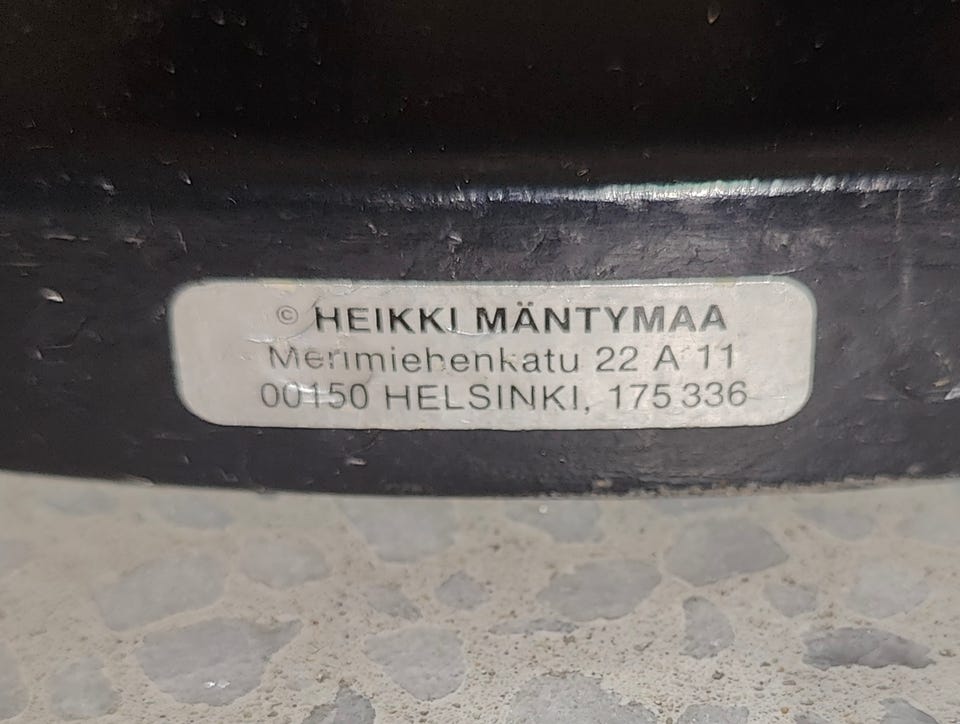 © HEIKKI MÄNTYMAA
Merimiehenkatu 22 A 11
00150 HELSINKI, 175 336